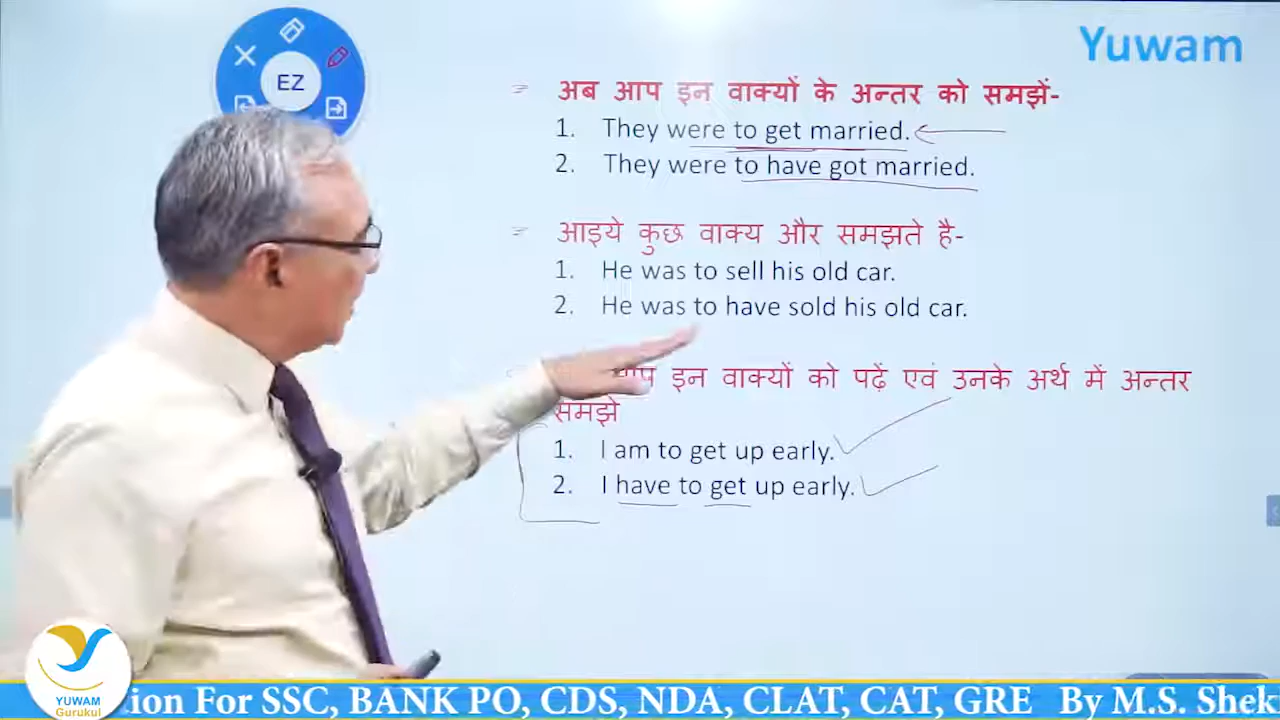 Yuwam
EZ
अब आप इन वाक्यों के अन्तर को समझें-
1. They were to get married.
2. They were to have got married.
आइये कुछ वाक्य और समझते है-
1. He was to sell his old car.
2. He was to have sold his old car.
इन वाक्यों को पढ़ें एवं उनके अर्थ में अन्तर
समझे
1. I am to get up early.
2. I have to get up early.
YUWAM
Gurukul
tion For SSC, BANK PO, CDS, NDA, CLAT, CAT, GRE By M.S. Shek